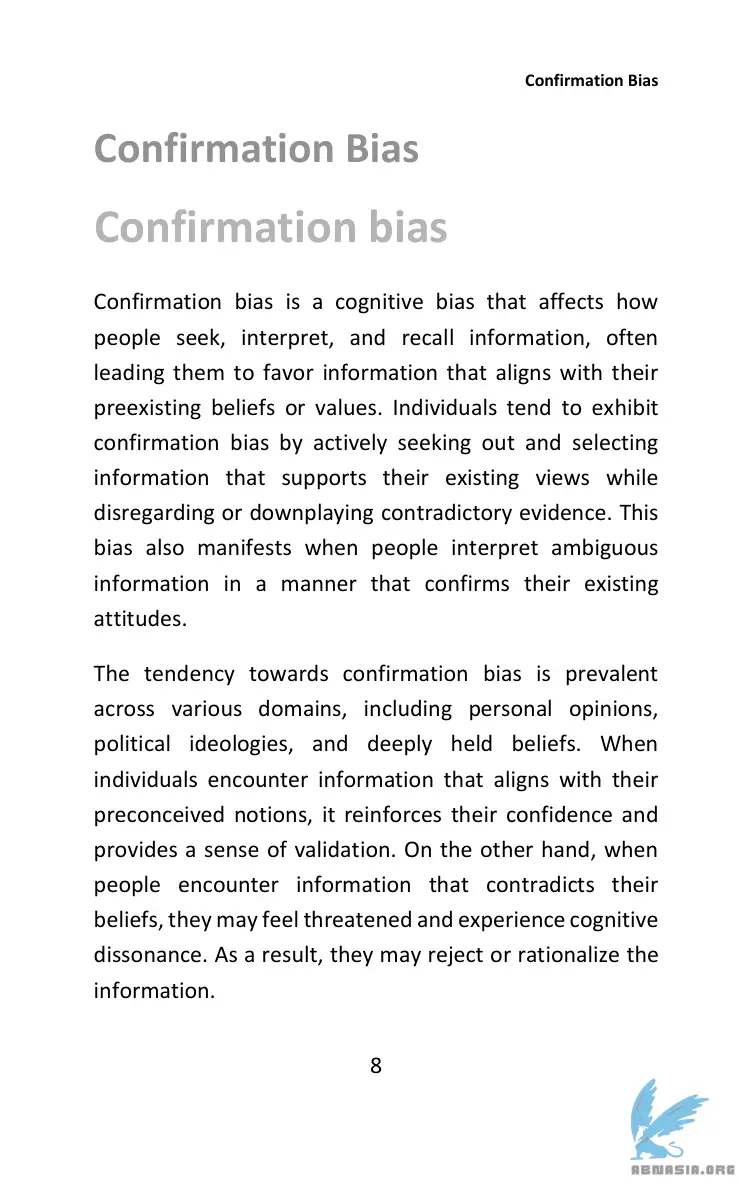 Confirmation Bias
Confirmation Bias
Confirmation bias
Confirmation bias is a cognitive bias that affects how
people seek, interpret, and recall information, often
leading them to favor information that aligns with their
preexisting beliefs or values. Individuals tend to exhibit
confirmation bias by actively seeking out and selecting
information that supports their existing views while
disregarding or downplaying contradictory evidence. This
bias also manifests when people interpret ambiguous
information in a manner that confirms their existing
attitudes.
The tendency towards confirmation bias is prevalent
across various domains, including personal opinions,
political ideologies, and deeply held beliefs. When
individuals encounter information that aligns with their
preconceived notions, it reinforces their confidence and
provides a sense of validation. On the other hand, when
people encounter information that contradicts their
beliefs, they may feel threatened and experience cognitive
dissonance. As a result, they may reject or rationalize the
information.
8
ABNASIA.ORG